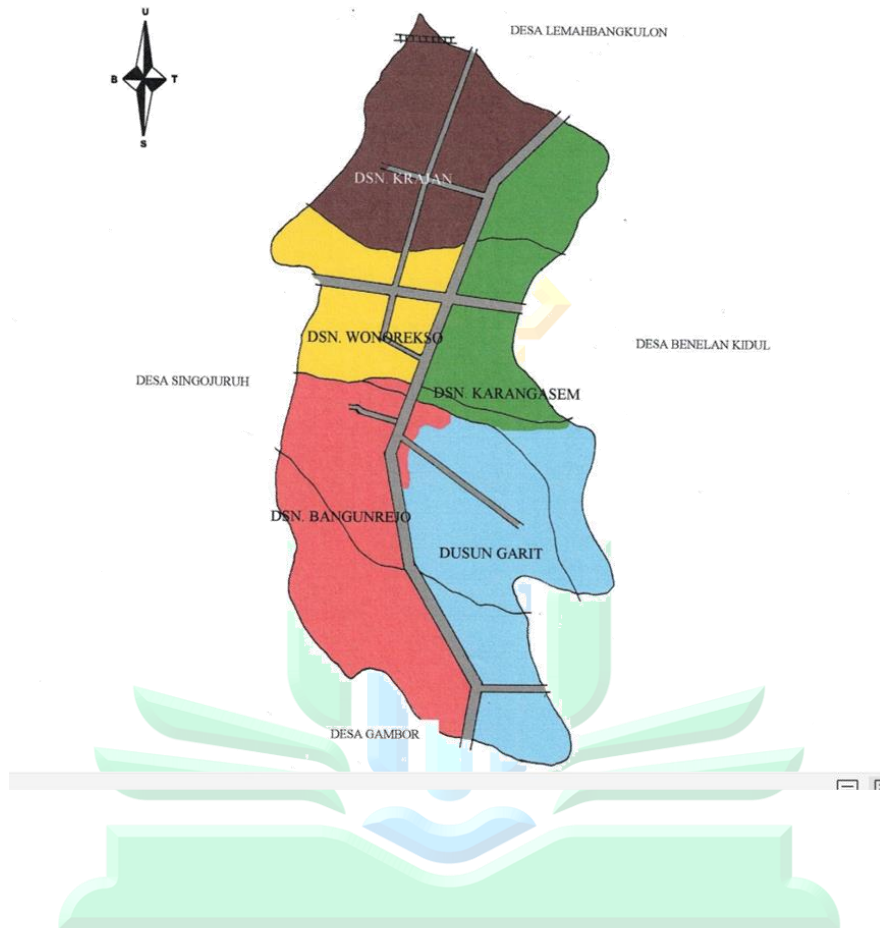 U
DESA LEMAHBANGKULON
B T
S
DSN. KRAJAN
DSN. WONOREKSO
DESA BENELAN KIDUL
DESA SINGOJURUH
DSN. KARANGASEM
DSN. BANGUNREJO
DUSUN GARIT
DESA GAMBOR